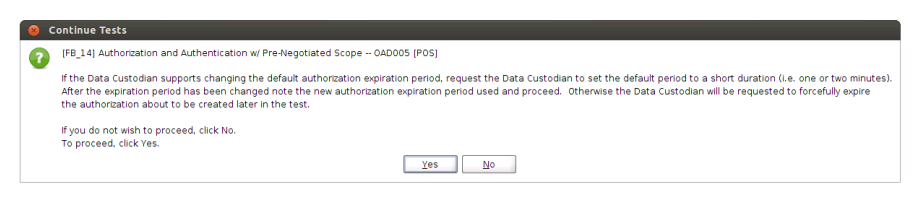 Continue Tests
[FB_14] Authorization and Authentication w/ Pre-Negotiated Scope -- OAD005 [POS]
If the Data Custodian supports changing the default authorization expiration period, request the Data Custodian to set the default period to a short duration (i.e. one or two minutes).
After the expiration period has been changed note the new authorization expiration period used and proceed.  Otherwise the Data Custodian will be requested to forcefully expire
the authorization about to be created later in the test.
If you do not wish to proceed, click No.
To proceed, click Yes.
Yes No